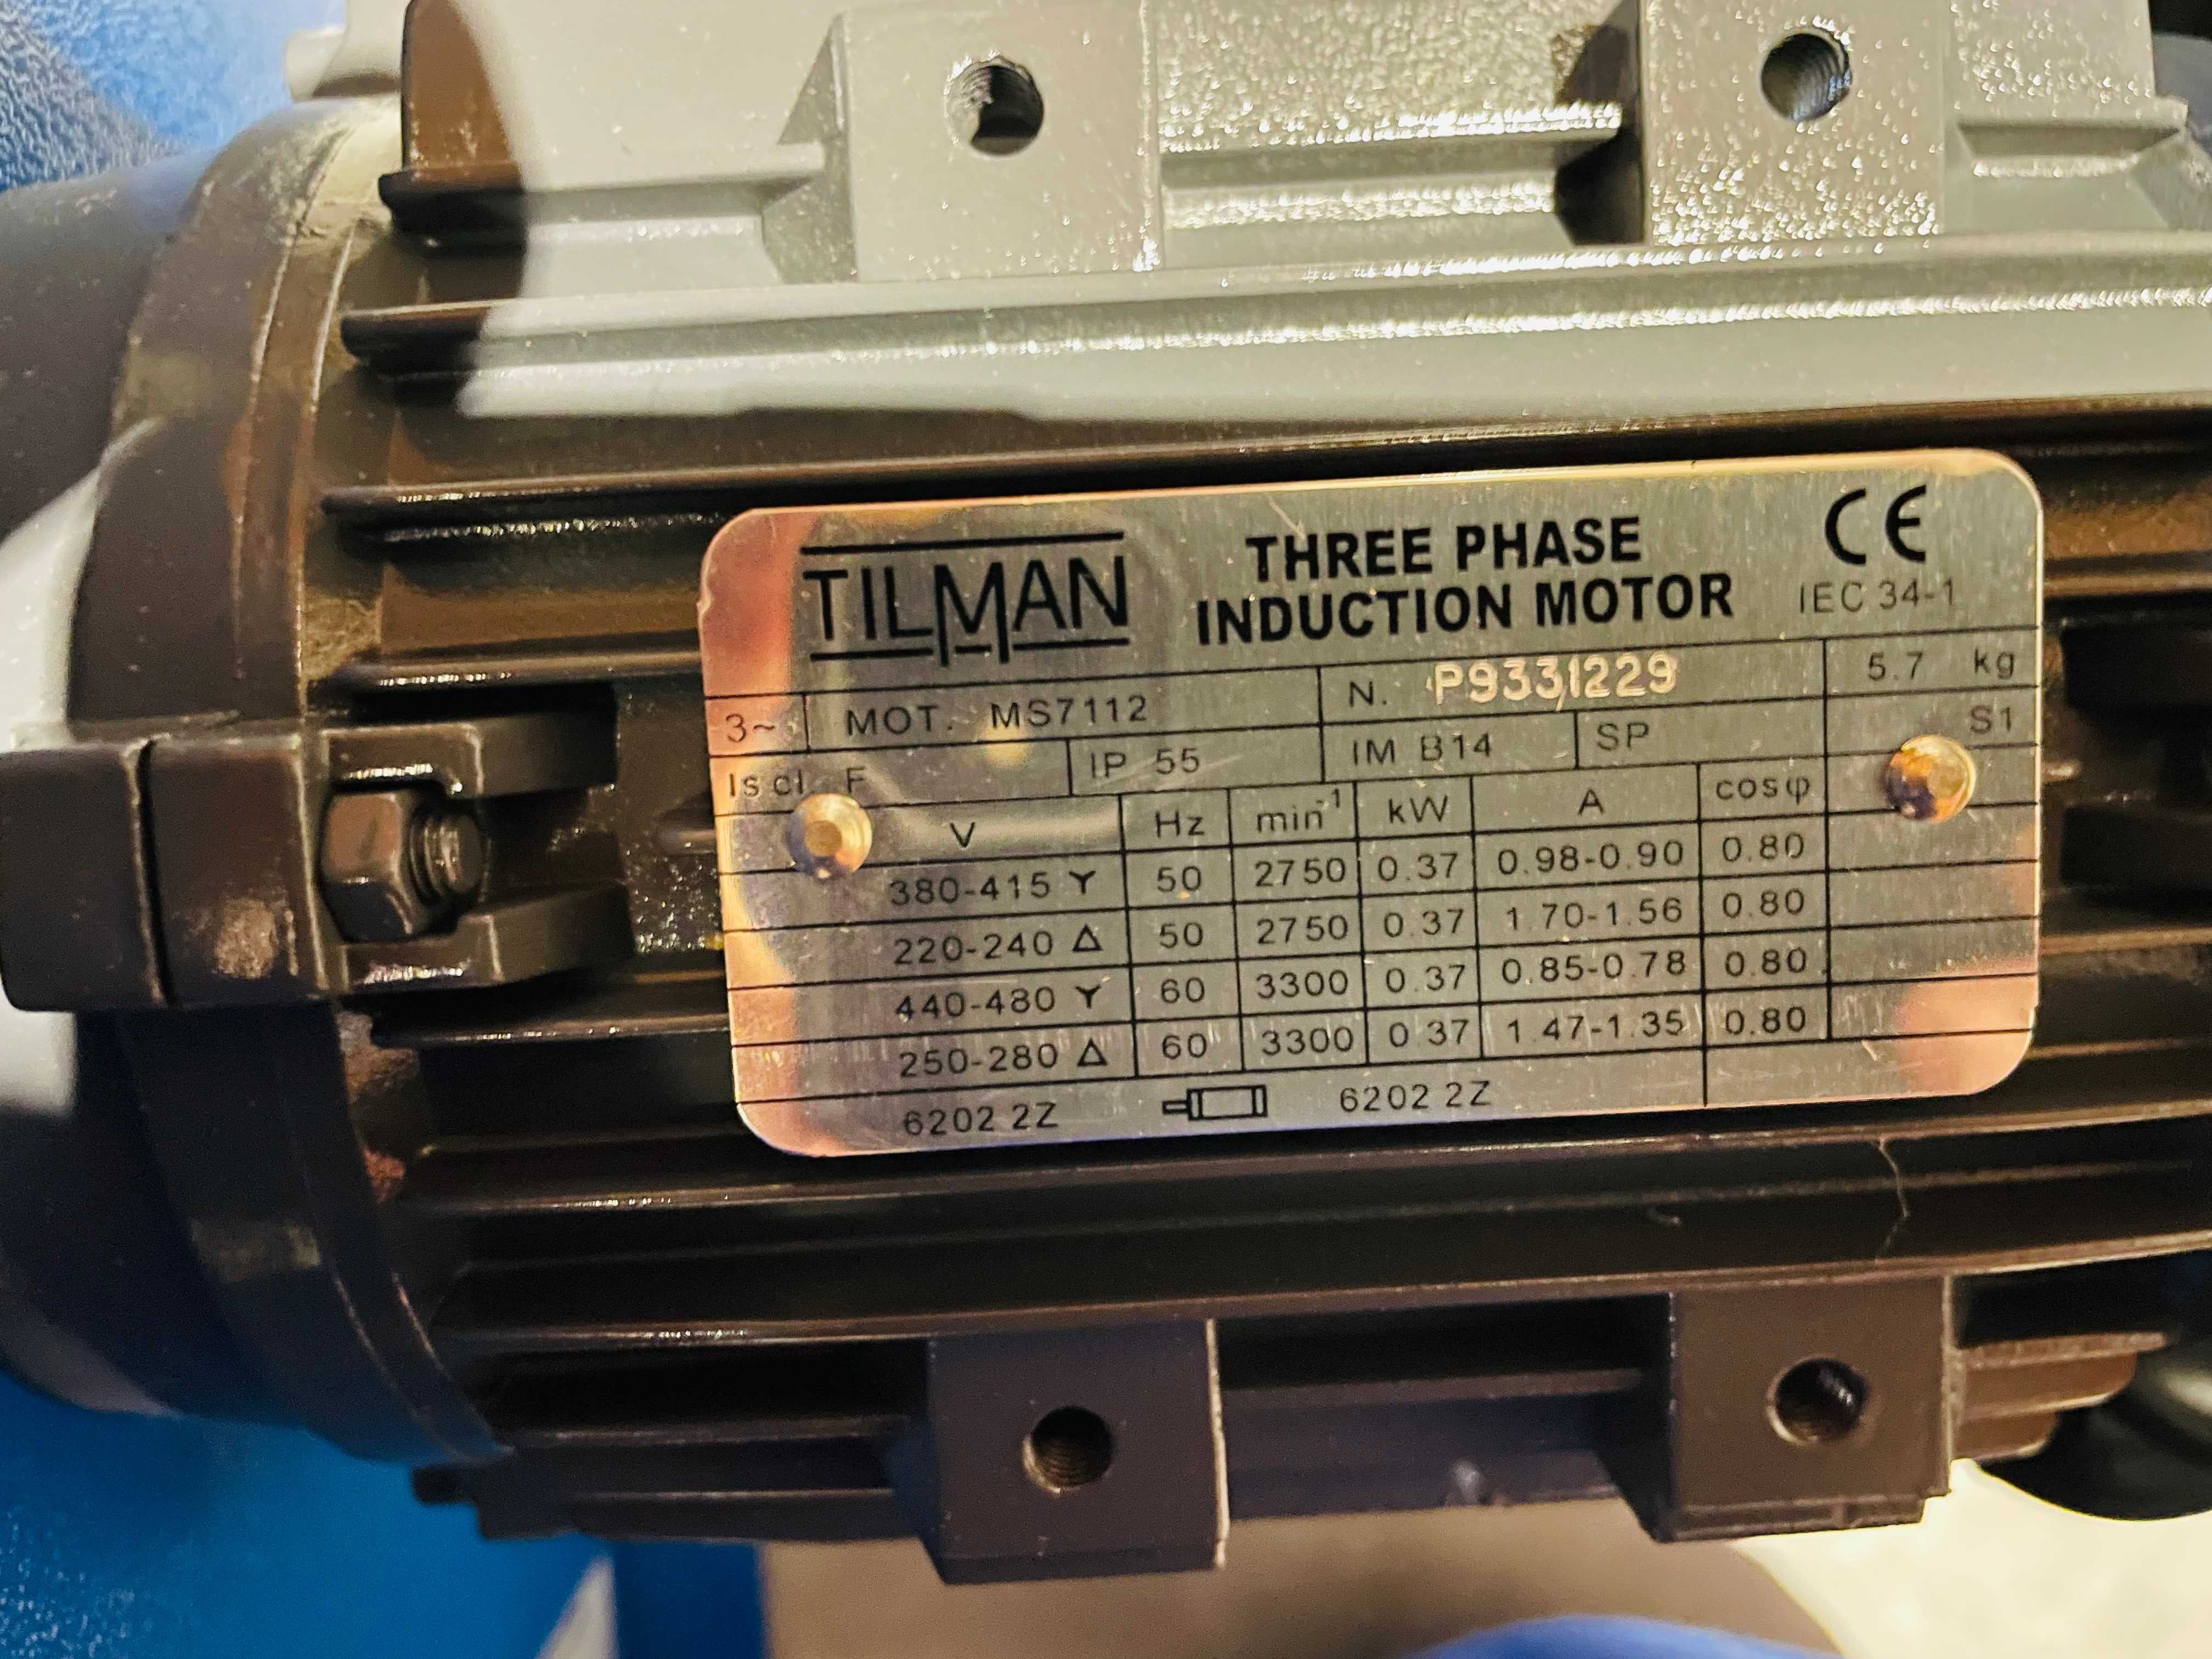 TILMAN
THREE PHASE
INDUCTION MOTOR
CE
IEC 34-1
3~ MOT. MS7112 N. P9331229 5.7 kg
Is cl F IP 55 IM B14 SP S1
V Hz min-1 kW A cosφ
380-415 Y 50 2750 0.37 0.98-0.90 0.80
220-240 Δ 50 2750 0.37 1.70-1.56 0.80
440-480 Y 60 3300 0.37 0.85-0.78 0.80
250-280 Δ 60 3300 0.37 1.47-1.35 0.80
6202 2Z 6202 2Z